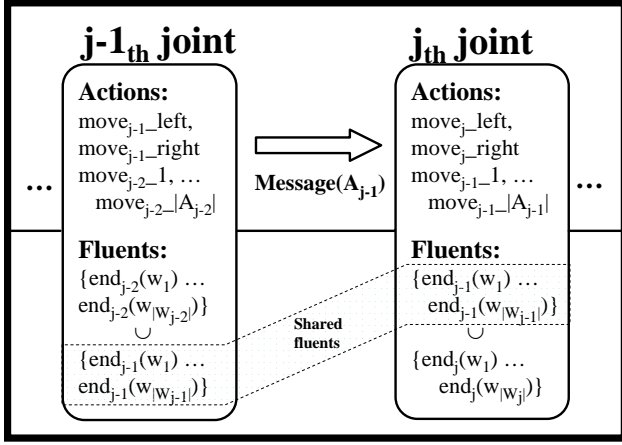 j-1th joint
Actions:
movej-1_left,
movej-1_right
movej-2_1, …
movej-2_|Aj-2|
Fluents:
{endj-2(w1) …
endj-2(w|Wj-2|)}
∪
{endj-1(w1) …
endj-1(w|Wj-1|)}
…
Message(Aj-1)
Shared
fluents
jth joint
Actions:
movej_left,
movej_right
movej-1_1, …
movej-1_|Aj-1|
Fluents:
{endj-1(w1) …
endj-1(w|Wj-1|)}
∪
{endj(w1) …
endj(w|Wj|)}
…